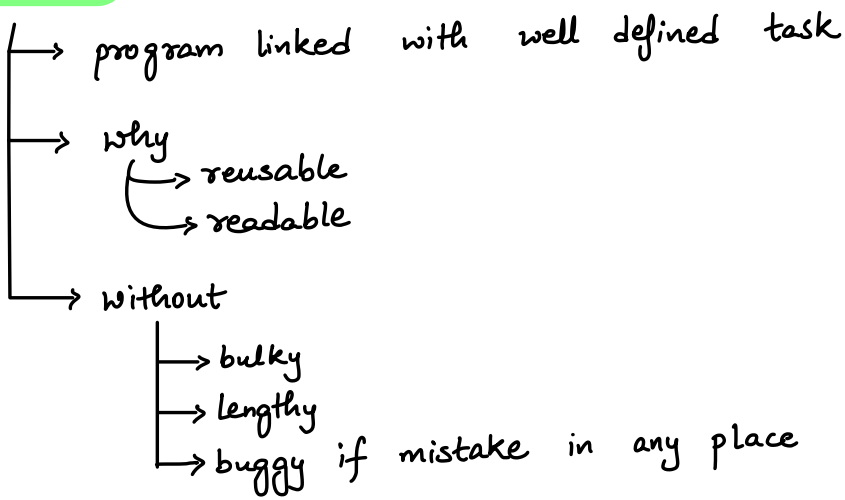 program linked with well defined task
why
reusable
readable
without
bulky
lengthy
buggy if mistake in any place